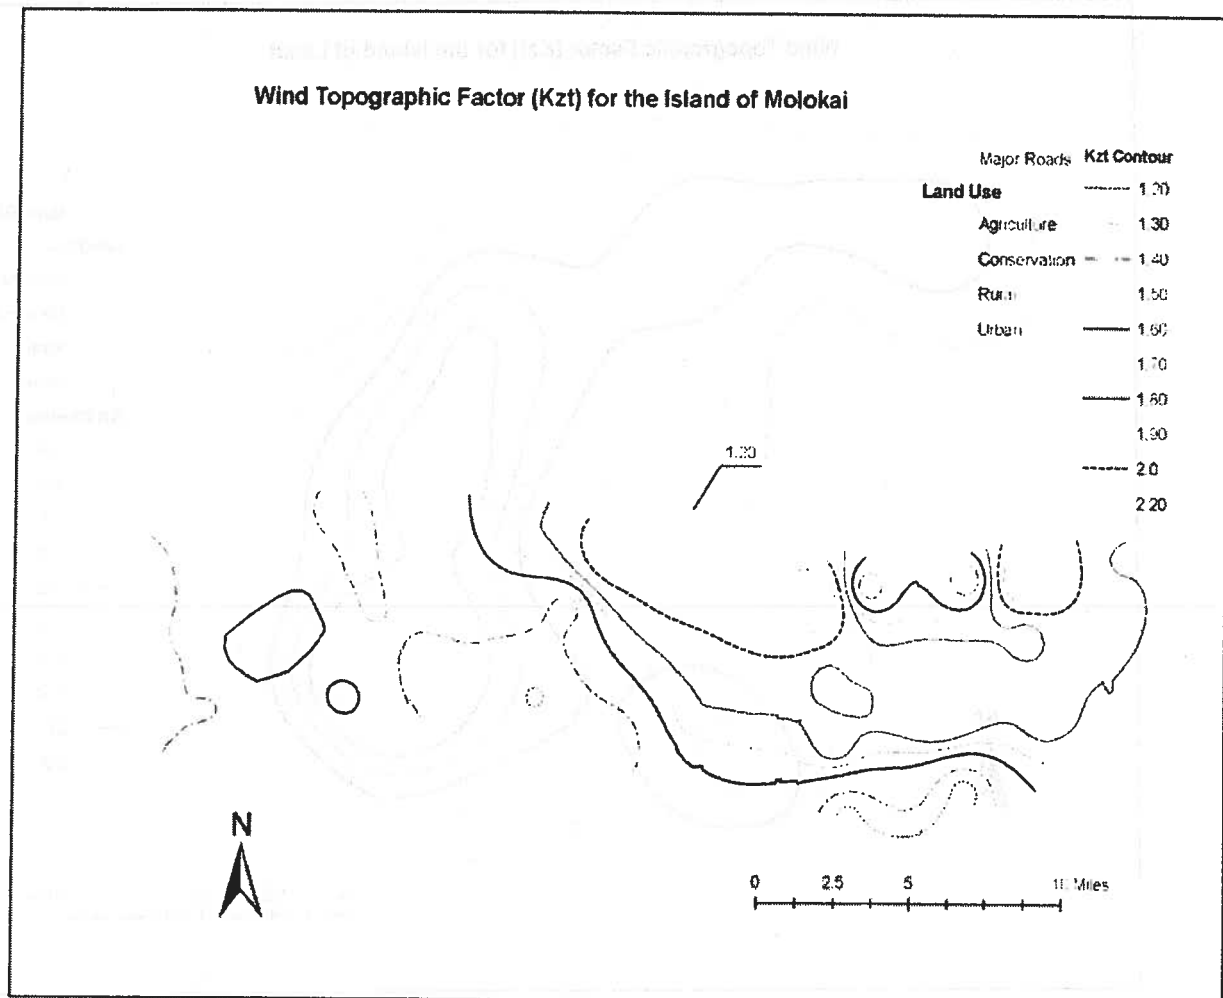 Wind Topographic Factor (Kzt) for the Island of Molokai
Major Roads Kzt Contour
Land Use
1.20
Agriculture
1.30
Conservation
1.40
Rural
1.50
Urban
1.60
1.70
1.80
1.90
2.0
2.20
N
0 2.5 5 10 Miles